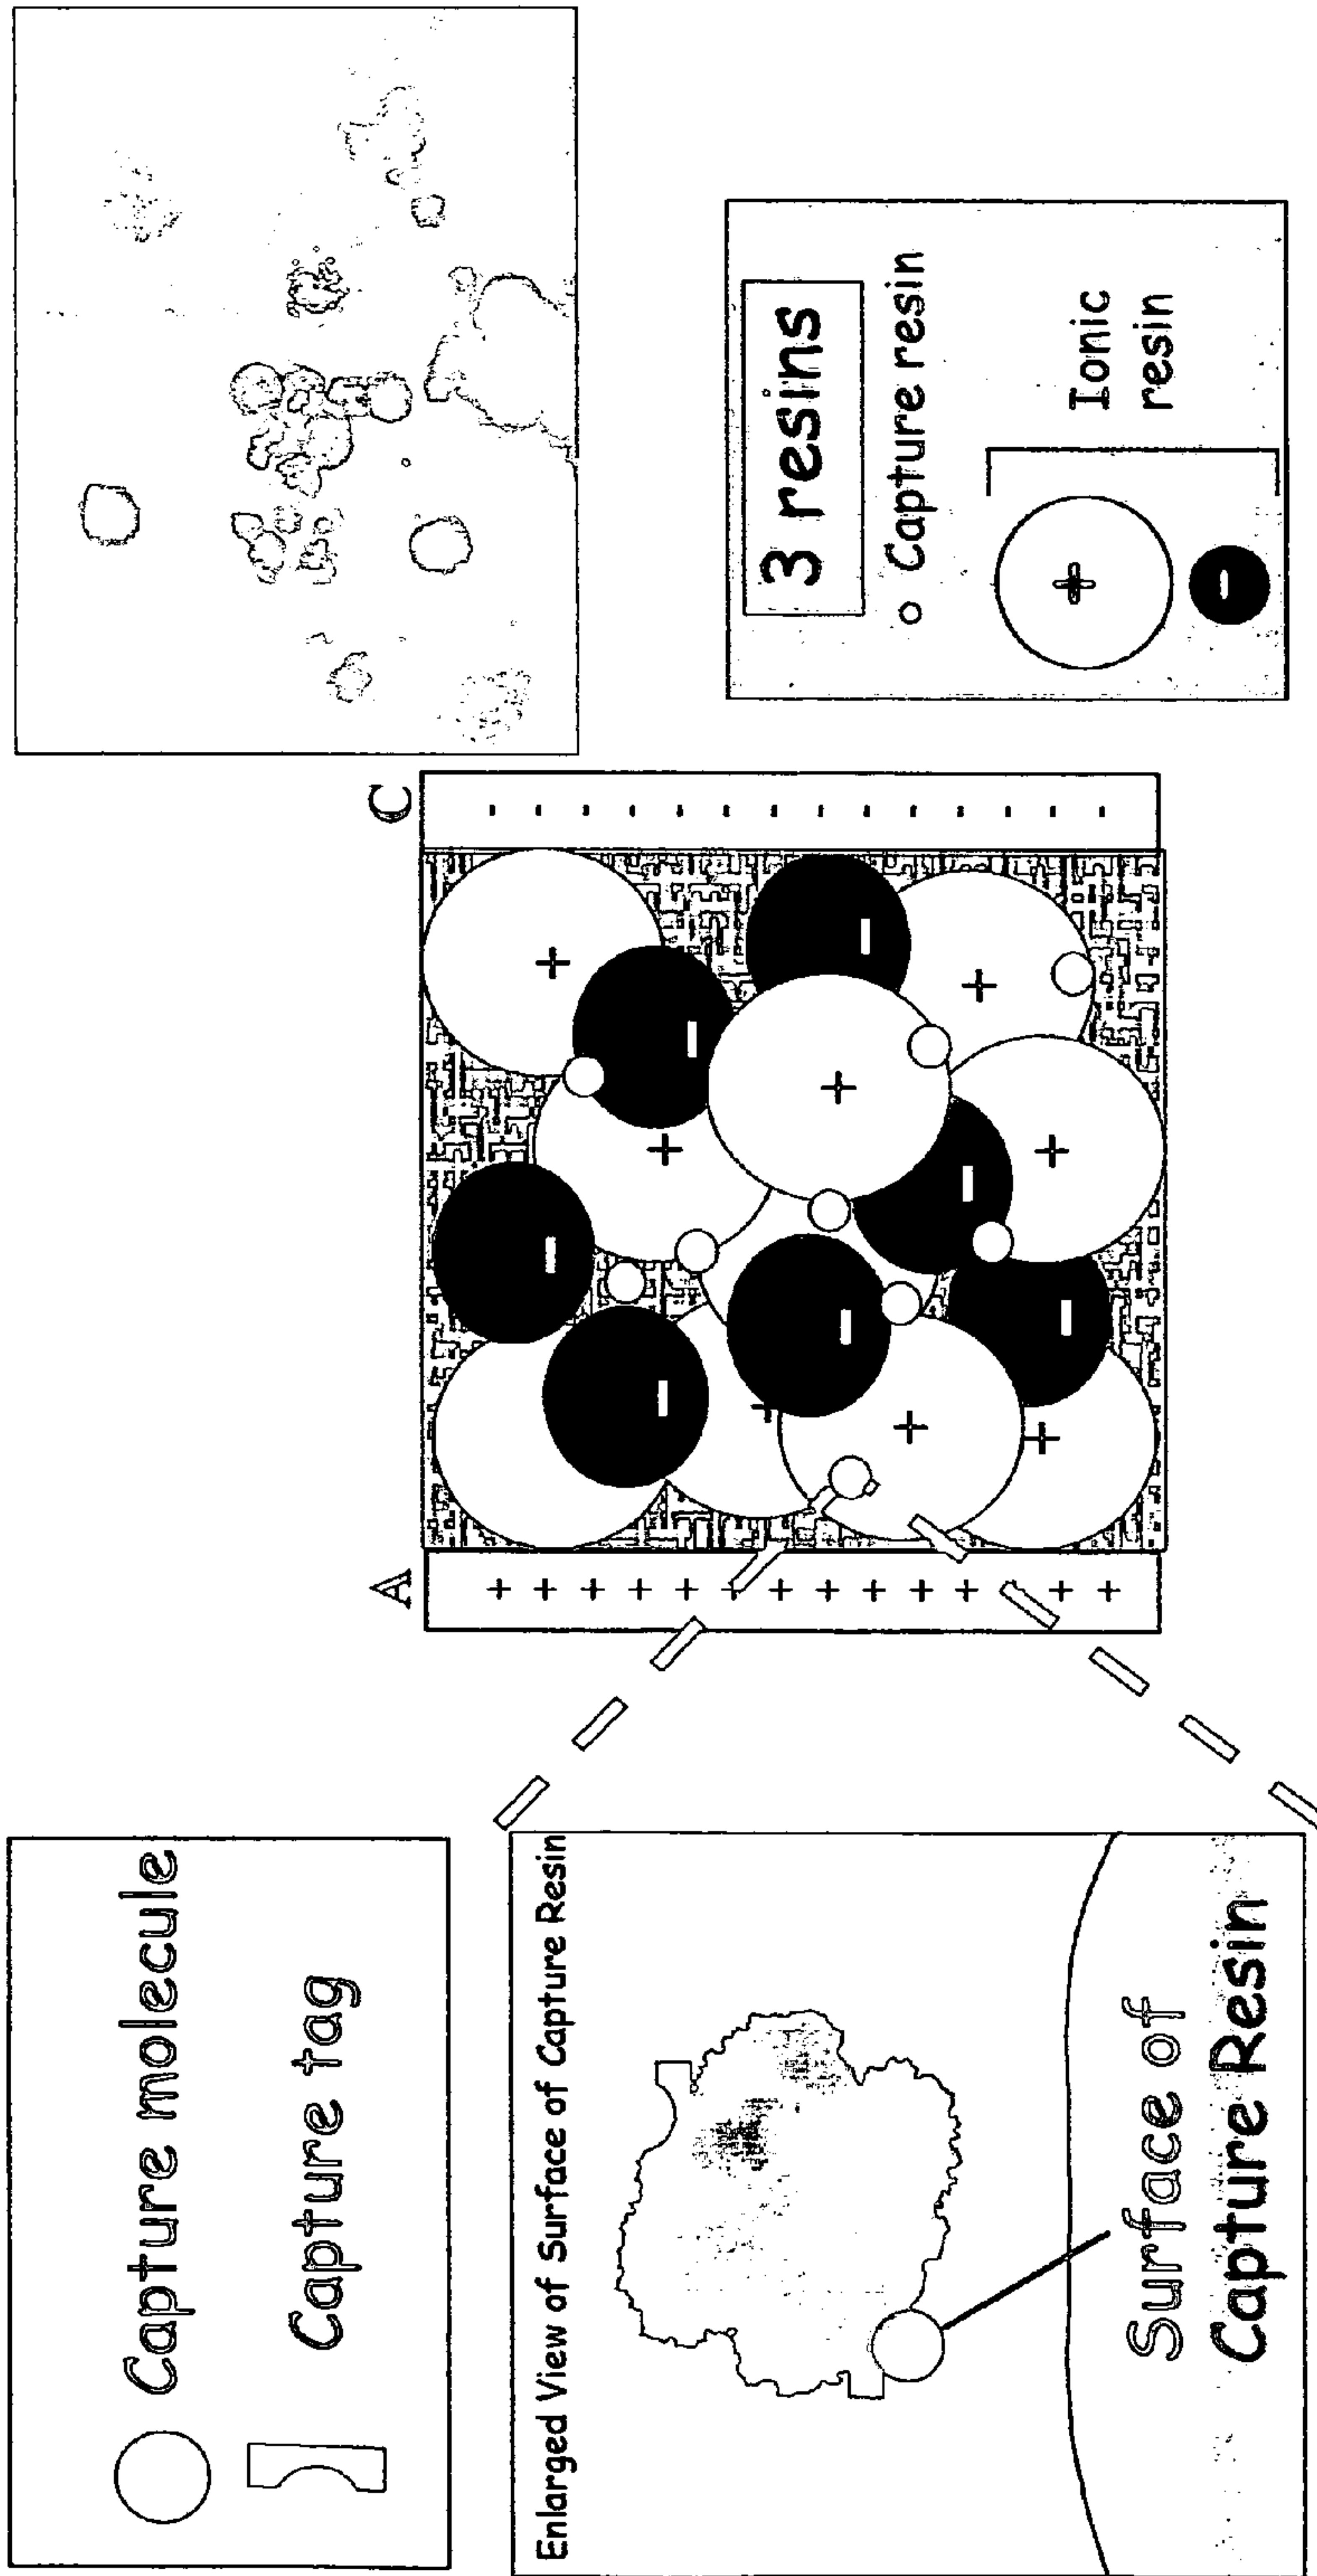 Capture molecule
Capture tag
Enlarged View of Surface of Capture Resin
Surface of
Capture Resin
A
+ + + + + + + + + + + + +
C
- - - - - - - - - - - - - -
+
+
+
+
+
+
+
+
-
-
-
-
-
-
-
3 resins
Capture resin
+
-
Ionic
resin